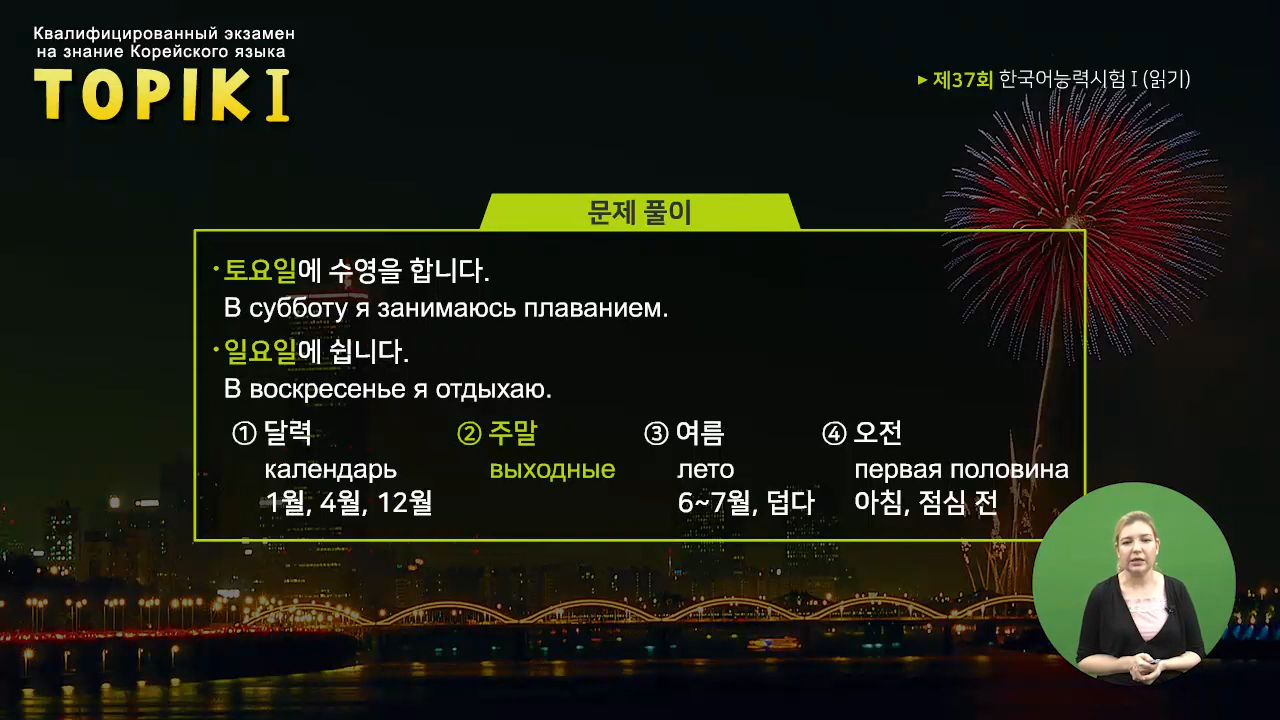 Квалифицированный экзамен
на знание Корейского языка
TOPIK I
▶ 제37회 한국어능력시험 I (읽기)
문제 풀이
·토요일에 수영을 합니다.
В субботу я занимаюсь плаванием.
·일요일에 쉽니다.
В воскресенье я отдыхаю.
① 달력 ② 주말 ③ 여름 ④ 오전
календарь выходные лето первая половина
1월, 4월, 12월 6~7월, 덥다 아침, 점심 전